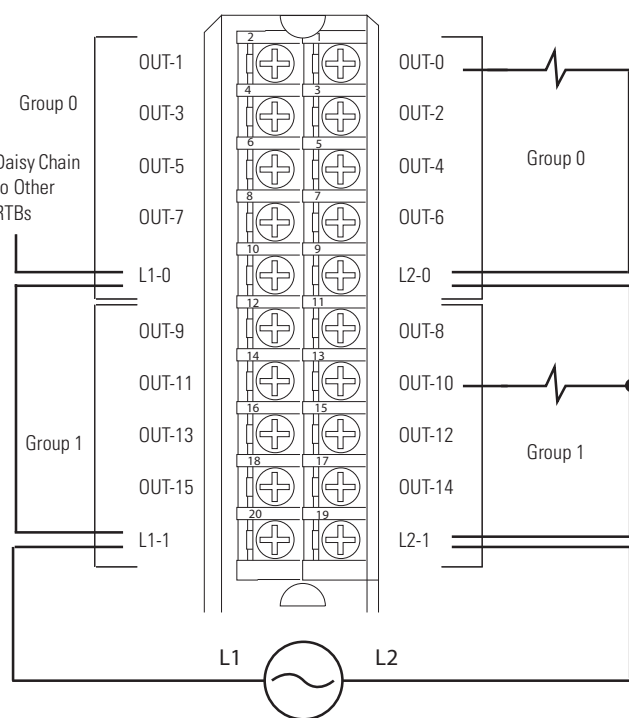 2 1
OUT-1 OUT-0
4 3
Group 0 OUT-3 OUT-2
6 5
Daisy Chain
OUT-5 OUT-4 Group 0
to Other
RTBs
8 7
OUT-7 OUT-6
10 9
L1-0 L2-0
12 11
OUT-9 OUT-8
14 13
OUT-11 OUT-10
16 15
Group 1 OUT-13 OUT-12 Group 1
18 17
OUT-15 OUT-14
20 19
L1-1 L2-1
L1 L2